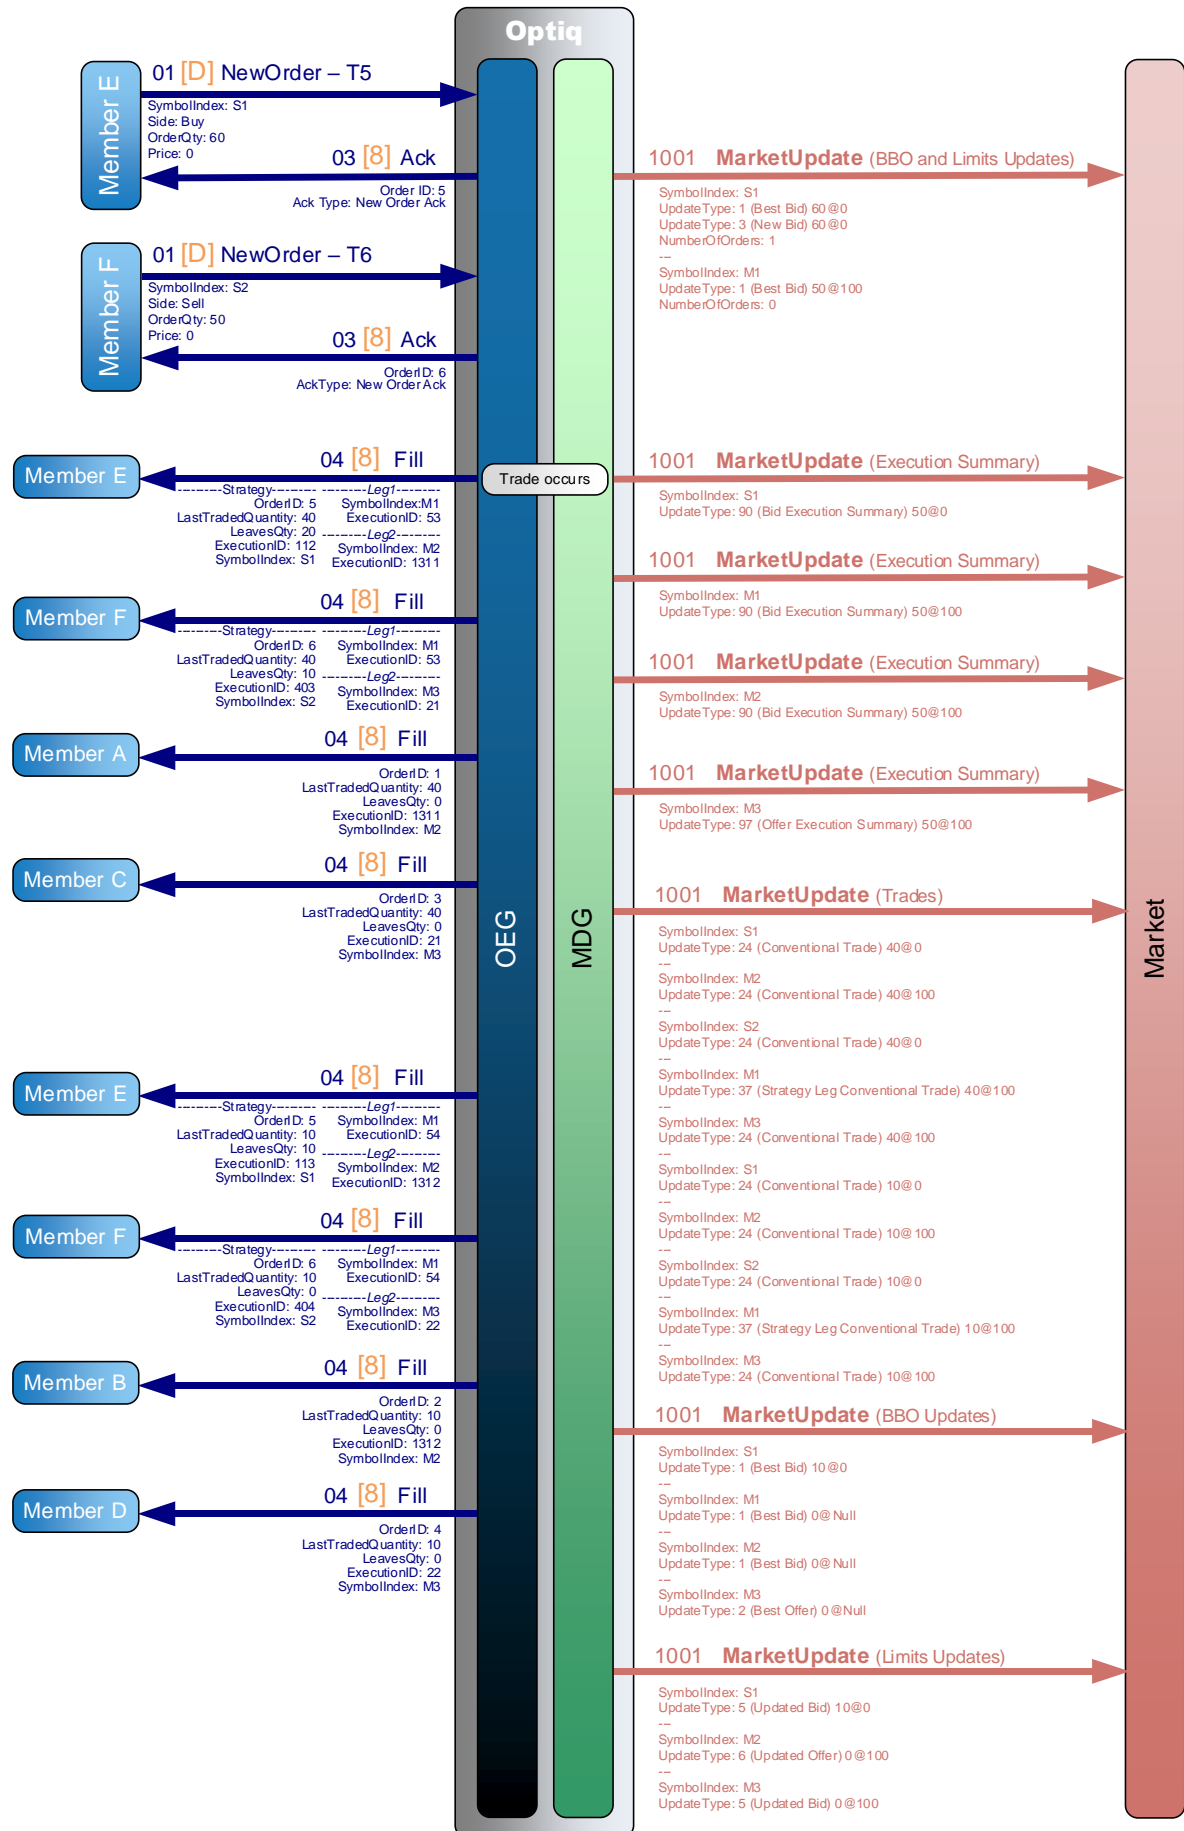 Optiq
Member E
01 [D] NewOrder – T5
SymbolIndex: S1
Side: Buy
OrderQty: 60
Price: 0
03 [8] Ack
Order ID: 5
Ack Type: New Order Ack
Member F
01 [D] NewOrder – T6
SymbolIndex: S2
Side: Sell
OrderQty: 50
Price: 0
03 [8] Ack
OrderID: 6
AckType: New Order Ack
Member E
04 [8] Fill
----------Strategy----------
OrderID: 5
LastTradedQuantity: 40
LeavesQty: 20
ExecutionID: 112
SymbolIndex: S1
----------Leg1----------
SymbolIndex:M1
ExecutionID: 53
----------Leg2----------
SymbolIndex: M2
ExecutionID: 1311
Member F
04 [8] Fill
----------Strategy----------
OrderID: 6
LastTradedQuantity: 40
LeavesQty: 10
ExecutionID: 403
SymbolIndex: S2
----------Leg1----------
SymbolIndex: M1
ExecutionID: 53
----------Leg2----------
SymbolIndex: M3
ExecutionID: 21
Member A
04 [8] Fill
OrderID: 1
LastTradedQuantity: 40
LeavesQty: 0
ExecutionID: 1311
SymbolIndex: M2
Member C
04 [8] Fill
OrderID: 3
LastTradedQuantity: 40
LeavesQty: 0
ExecutionID: 21
SymbolIndex: M3
Member E
04 [8] Fill
----------Strategy----------
OrderID: 5
LastTradedQuantity: 10
LeavesQty: 10
ExecutionID: 113
SymbolIndex: S1
----------Leg1----------
SymbolIndex: M1
ExecutionID: 54
----------Leg2----------
SymbolIndex: M2
ExecutionID: 1312
Member F
04 [8] Fill
----------Strategy----------
OrderID: 6
LastTradedQuantity: 10
LeavesQty: 0
ExecutionID: 404
SymbolIndex: S2
----------Leg1----------
SymbolIndex: M1
ExecutionID: 54
----------Leg2----------
SymbolIndex: M3
ExecutionID: 22
Member B
04 [8] Fill
OrderID: 2
LastTradedQuantity: 10
LeavesQty: 0
ExecutionID: 1312
SymbolIndex: M2
Member D
04 [8] Fill
OrderID: 4
LastTradedQuantity: 10
LeavesQty: 0
ExecutionID: 22
SymbolIndex: M3
OEG
MDG
Trade occurs
1001 MarketUpdate (BBO and Limits Updates)
SymbolIndex: S1
UpdateType: 1 (Best Bid) 60@0
UpdateType: 3 (New Bid) 60@0
NumberOfOrders: 1
---
SymbolIndex: M1
UpdateType: 1 (Best Bid) 50@100
NumberOfOrders: 0
1001 MarketUpdate (Execution Summary)
SymbolIndex: S1
UpdateType: 90 (Bid Execution Summary) 50@0
1001 MarketUpdate (Execution Summary)
SymbolIndex: M1
UpdateType: 90 (Bid Execution Summary) 50@100
1001 MarketUpdate (Execution Summary)
SymbolIndex: M2
UpdateType: 90 (Bid Execution Summary) 50@100
1001 MarketUpdate (Execution Summary)
SymbolIndex: M3
UpdateType: 97 (Offer Execution Summary) 50@100
1001 MarketUpdate (Trades)
SymbolIndex: S1
UpdateType: 24 (Conventional Trade) 40@0
---
SymbolIndex: M2
UpdateType: 24 (Conventional Trade) 40@100
---
SymbolIndex: S2
UpdateType: 24 (Conventional Trade) 40@0
---
SymbolIndex: M1
UpdateType: 37 (Strategy Leg Conventional Trade) 40@100
---
SymbolIndex: M3
UpdateType: 24 (Conventional Trade) 40@100
---
SymbolIndex: S1
UpdateType: 24 (Conventional Trade) 10@0
---
SymbolIndex: M2
UpdateType: 24 (Conventional Trade) 10@100
---
SymbolIndex: S2
UpdateType: 24 (Conventional Trade) 10@0
---
SymbolIndex: M1
UpdateType: 37 (Strategy Leg Conventional Trade) 10@100
---
SymbolIndex: M3
UpdateType: 24 (Conventional Trade) 10@100
1001 MarketUpdate (BBO Updates)
SymbolIndex: S1
UpdateType: 1 (Best Bid) 10@0
---
SymbolIndex: M1
UpdateType: 1 (Best Bid) 0@Null
---
SymbolIndex: M2
UpdateType: 1 (Best Bid) 0@Null
---
SymbolIndex: M3
UpdateType: 2 (Best Offer) 0@Null
1001 MarketUpdate (Limits Updates)
SymbolIndex: S1
UpdateType: 5 (Updated Bid) 10@0
---
SymbolIndex: M2
UpdateType: 6 (Updated Offer) 0@100
---
SymbolIndex: M3
UpdateType: 5 (Updated Bid) 0@100
Market